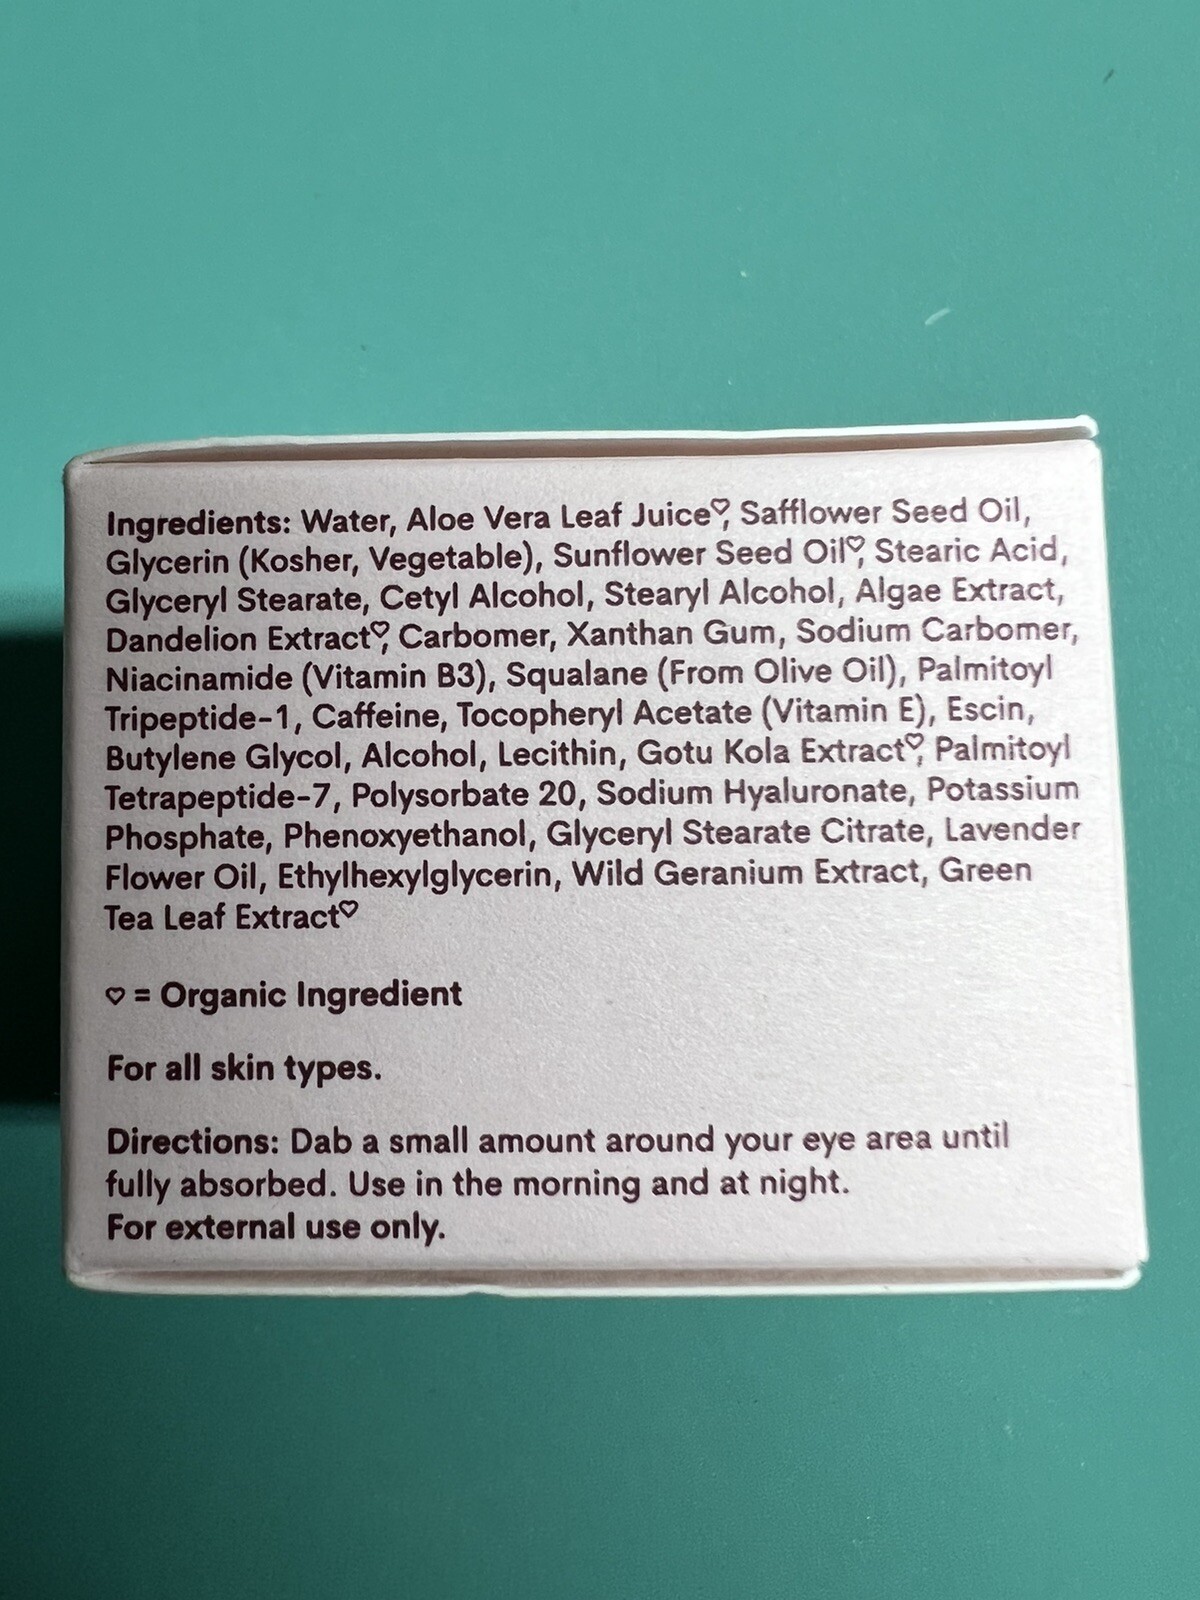 Ingredients: Water, Aloe Vera Leaf Juice♡, Safflower Seed Oil,
Glycerin (Kosher, Vegetable), Sunflower Seed Oil♡, Stearic Acid,
Glyceryl Stearate, Cetyl Alcohol, Stearyl Alcohol, Algae Extract,
Dandelion Extract♡, Carbomer, Xanthan Gum, Sodium Carbomer,
Niacinamide (Vitamin B3), Squalane (From Olive Oil), Palmitoyl
Tripeptide-1, Caffeine, Tocopheryl Acetate (Vitamin E), Escin,
Butylene Glycol, Alcohol, Lecithin, Gotu Kola Extract♡, Palmitoyl
Tetrapeptide-7, Polysorbate 20, Sodium Hyaluronate, Potassium
Phosphate, Phenoxyethanol, Glyceryl Stearate Citrate, Lavender
Flower Oil, Ethylhexylglycerin, Wild Geranium Extract, Green
Tea Leaf Extract♡
♡ = Organic Ingredient
For all skin types.
Directions: Dab a small amount around your eye area until
fully absorbed. Use in the morning and at night.
For external use only.